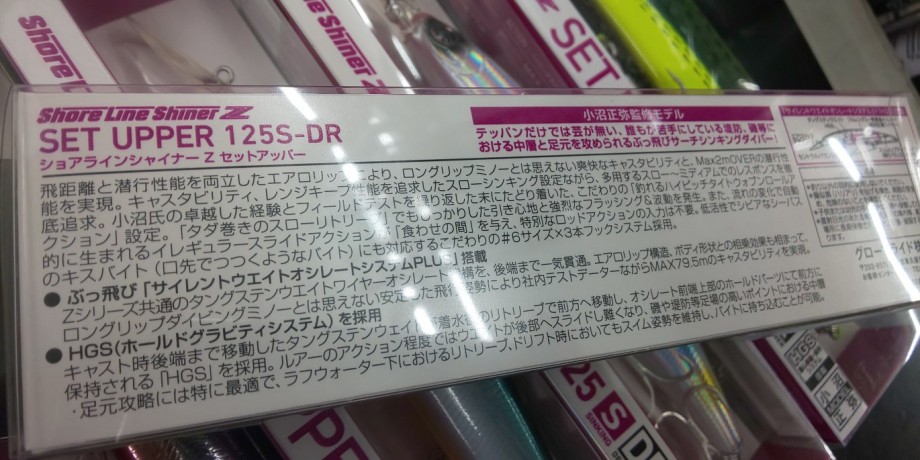 Shore Line Shiner Z
SET UPPER 125S-DR
ショアラインシャイナー Z セットアッパー
小沼正弥監修モデル
テッパンだけでは芸が無い、誰もが苦手にしている堤防、磯等に
おける中層と足元を攻められるぶっ飛びサーチシンキングダイバー!
飛距離と潜行性能を両立したエアロリップにより、ロングリップミノーとは思えない爽快なキャスタビリティと、Max2mOVERの潜行性
能を実現。キャスタビリティ、レンジキープ性能を追求したスローシンキング設定ながら、多用するスロー〜ミディアムでのレスポンスを徹
底追求。小沼氏の卓越した経験とフィールドテストを繰り返した末にたどり着いた、こだわりの「釣れるハイピッチタイトウォブンロールア
クション」設定。「タダ巻きのスローリトリーブ」でもしっかりした引き心地と強烈なフラッシング&波動を発生。また、流れの変化で自動
的に生まれるイレギュラースライドアクションは、「食わせの間」を与え、特別なロッドアクションの入力は不要。低活性でシビアなシーバス
のキスバイト(口先でつつくようなバイト)にも対応するこだわりの#6サイズ×3本フックシステム採用。
●ぶっ飛び「サイレントウエイトオシレートシステムPLUS」搭載
Zシリーズ共通のタングステンウエイトワイヤーオシレート構を、後端まで一気貫通。エアロリップ構造、ボディ形状との相乗効果も相まって、
ロングリップダイビングミノーとは思えない安定した飛行姿勢により社内テストデーターながらMAX79.5mのキャスタビリティを実現。
●HGS(ホールドグラビティシステム)を採用
キャスト時後端まで移動したタングステンウェイトが着水後のリトリーブで前方へ移動し、オシレート前端上部のホールドパーツにて前方に
保持される「HGS」を採用。ルアーのアクション程度ではウエイトが後部へスライドし難くなり、磯や堤防等足場の高いポイントにおける中層
・足元攻略には特に最適で、ラフウォーター下におけるリトリーブ、ドリフト時においてもスイム姿勢を維持し、バイトに持ち込むことが可能。
グローブライド
Shore Line
Shore Line Shiner Z
SET
125S
SINKING
HGS